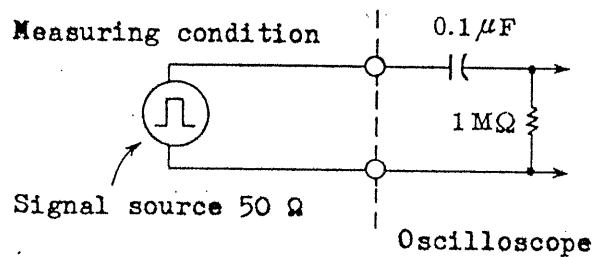 Measuring condition
0.1μF
1MΩ
Signal source 50 Ω
Oscilloscope